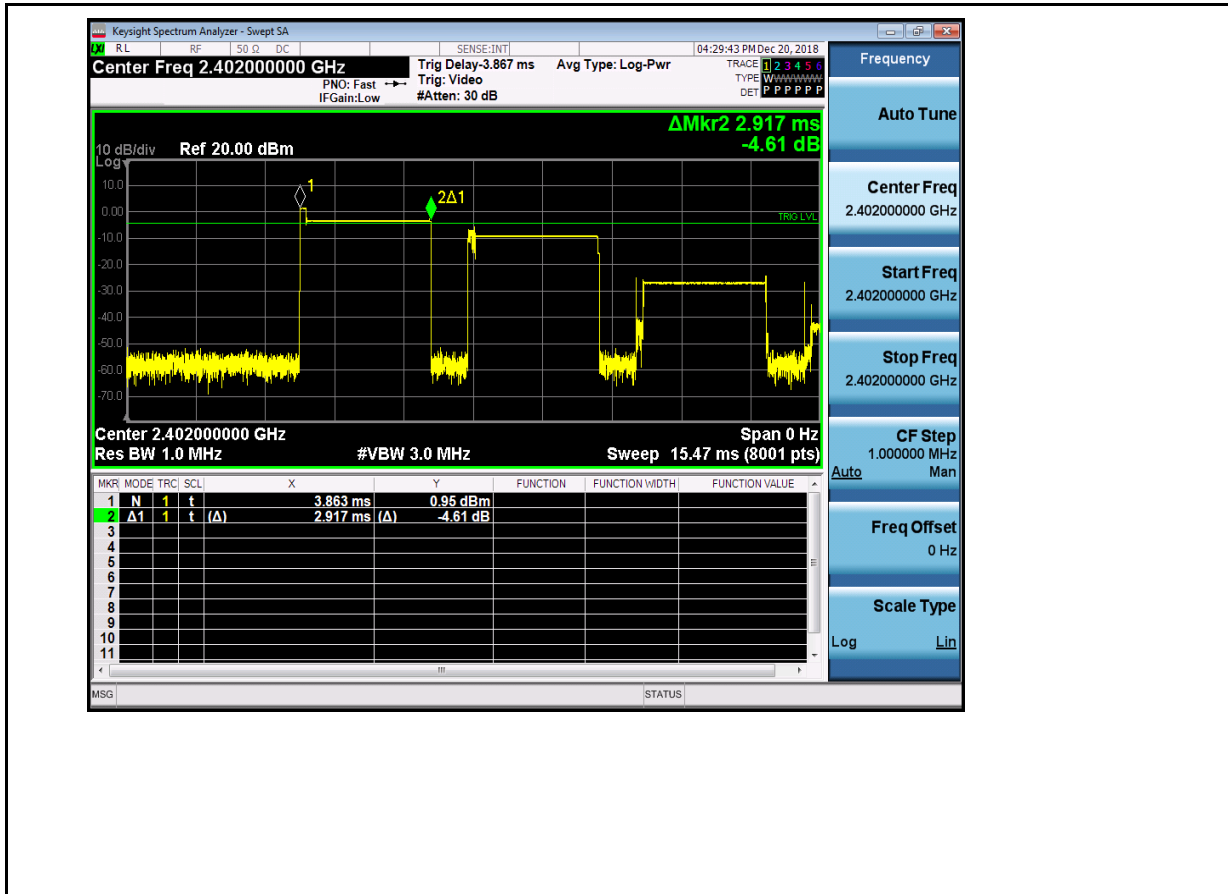 Keysight Spectrum Analyzer - Swept SA
LXI RL RF 50 Ω DC SENSE:INT 04:29:43 PM Dec 20, 2018
Center Freq 2.402000000 GHz
PNO: Fast
IFGain:Low
Trig Delay-3.867 ms
Trig: Video
#Atten: 30 dB
Avg Type: Log-Pwr
TRACE 1 2 3 4 5 6
TYPE WWWWWW
DET P P P P P P
ΔMkr2 2.917 ms
-4.61 dB
10 dB/div Ref 20.00 dBm
Log
10.0
0.00
-10.0
-20.0
-30.0
-40.0
-50.0
-60.0
-70.0
1
2Δ1
TRIG LVL
Center 2.402000000 GHz Span 0 Hz
Res BW 1.0 MHz #VBW 3.0 MHz Sweep 15.47 ms (8001 pts)
MKR MODE TRC SCL X Y FUNCTION FUNCTION WIDTH FUNCTION VALUE
1 N 1 t 3.863 ms 0.95 dBm
2 Δ1 1 t (Δ) 2.917 ms (Δ) -4.61 dB
3
4
5
6
7
8
9
10
11
MSG STATUS
Frequency
Auto Tune
Center Freq
2.402000000 GHz
Start Freq
2.402000000 GHz
Stop Freq
2.402000000 GHz
CF Step
1.000000 MHz
Auto Man
Freq Offset
0 Hz
Scale Type
Log Lin